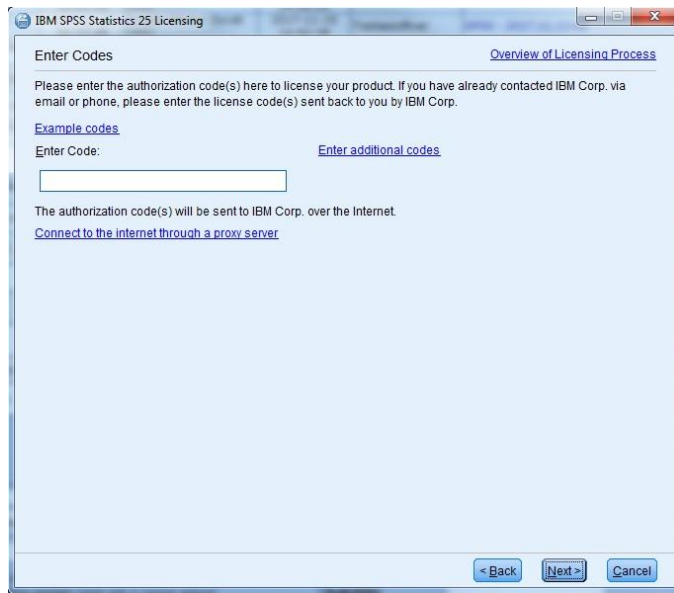 IBM SPSS Statistics 25 Licensing
Enter Codes
Overview of Licensing Process
Please enter the authorization code(s) here to license your product. If you have already contacted IBM Corp. via
email or phone, please enter the license code(s) sent back to you by IBM Corp.
Example codes
Enter Code:
Enter additional codes
The authorization code(s) will be sent to IBM Corp. over the Internet.
Connect to the internet through a proxy server
< Back
Next >
Cancel